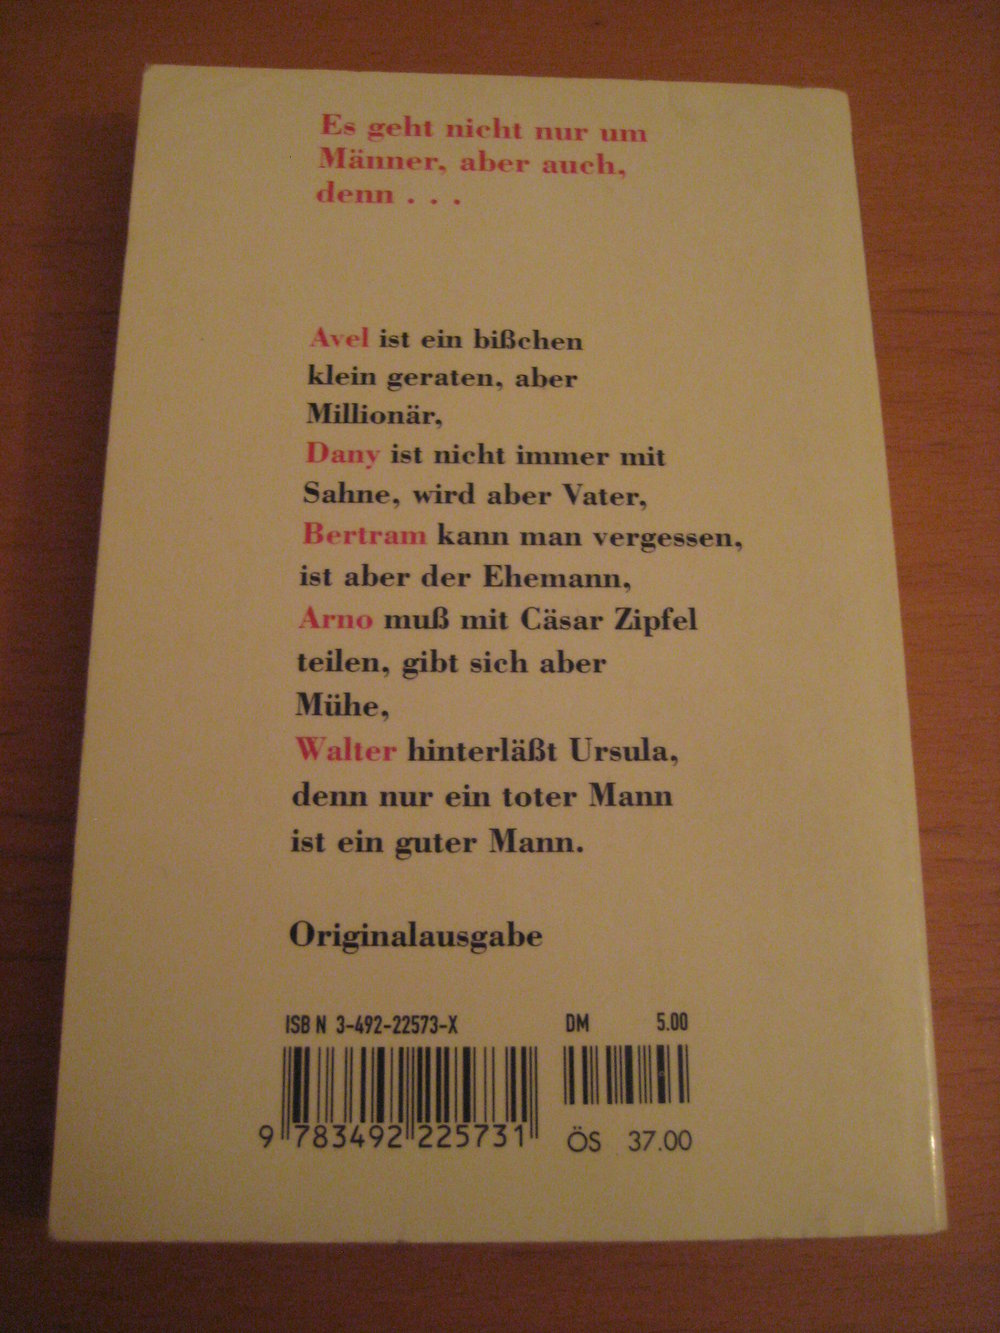 Es geht nicht nur um
Männer, aber auch,
denn . . .
Avel ist ein bißchen
klein geraten, aber
Millionär,
Dany ist nicht immer mit
Sahne, wird aber Vater,
Bertram kann man vergessen,
ist aber der Ehemann,
Arno muß mit Cäsar Zipfel
teilen, gibt sich aber
Mühe,
Walter hinterläßt Ursula,
denn nur ein toter Mann
ist ein guter Mann.
Originalausgabe
ISBN 3-492-22573-X
DM 5.00
9 783492 225731
ÖS 37.00